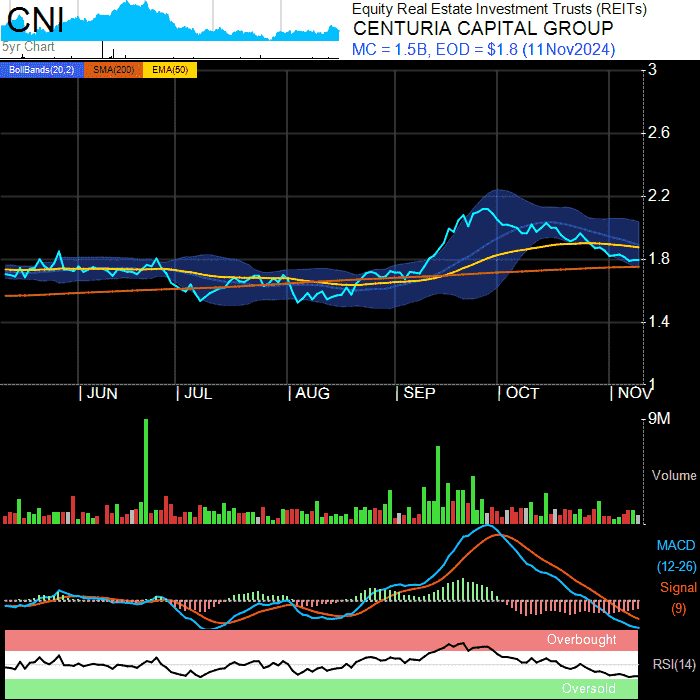 CNI
5yr Chart
Equity Real Estate Investment Trusts (REITs)
CENTURIA CAPITAL GROUP
MC = 1.5B, EOD = $1.8 (11Nov2024)
BollBands(20,2) SMA(200) EMA(50)
3
2.6
2.2
1.8
1.4
1
JUN JUL AUG SEP OCT NOV
9M
Volume
MACD
(12-26)
Signal
(9)
Overbought
RSI(14)
Oversold